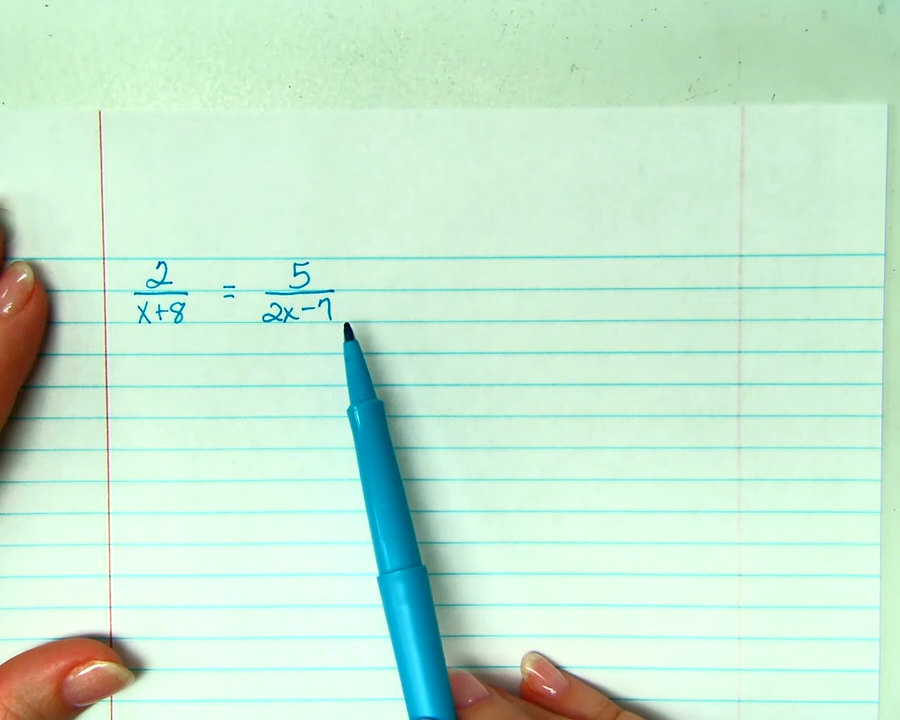 2/(x+8) = 5/(2x-7)